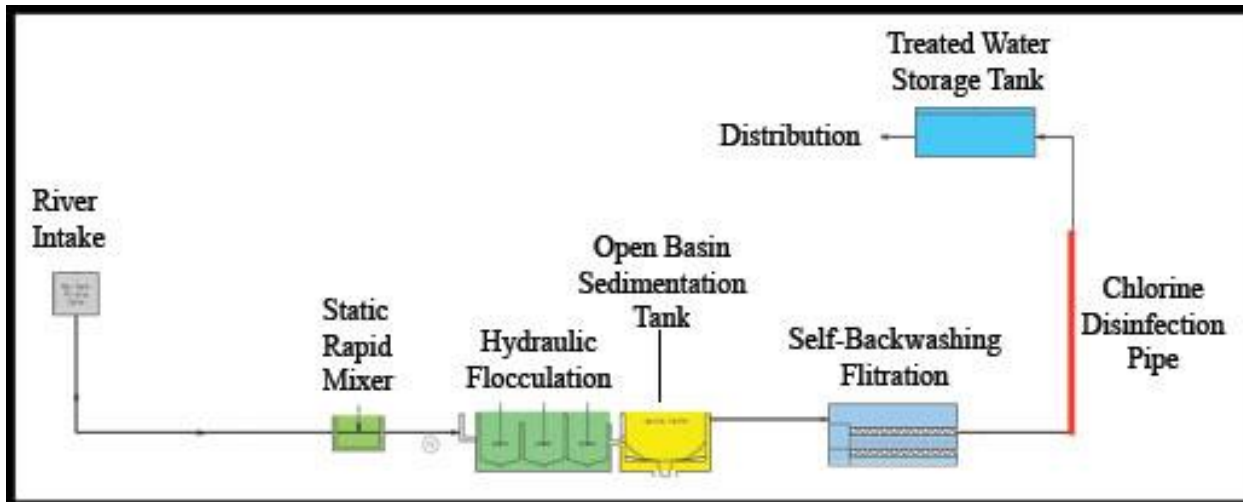 Treated Water
Storage Tank
Distribution
River
Intake
Open Basin
Sedimentation
Tank
Static
Rapid
Mixer
Hydraulic
Flocculation
Self-Backwashing
Flitration
Chlorine
Disinfection
Pipe